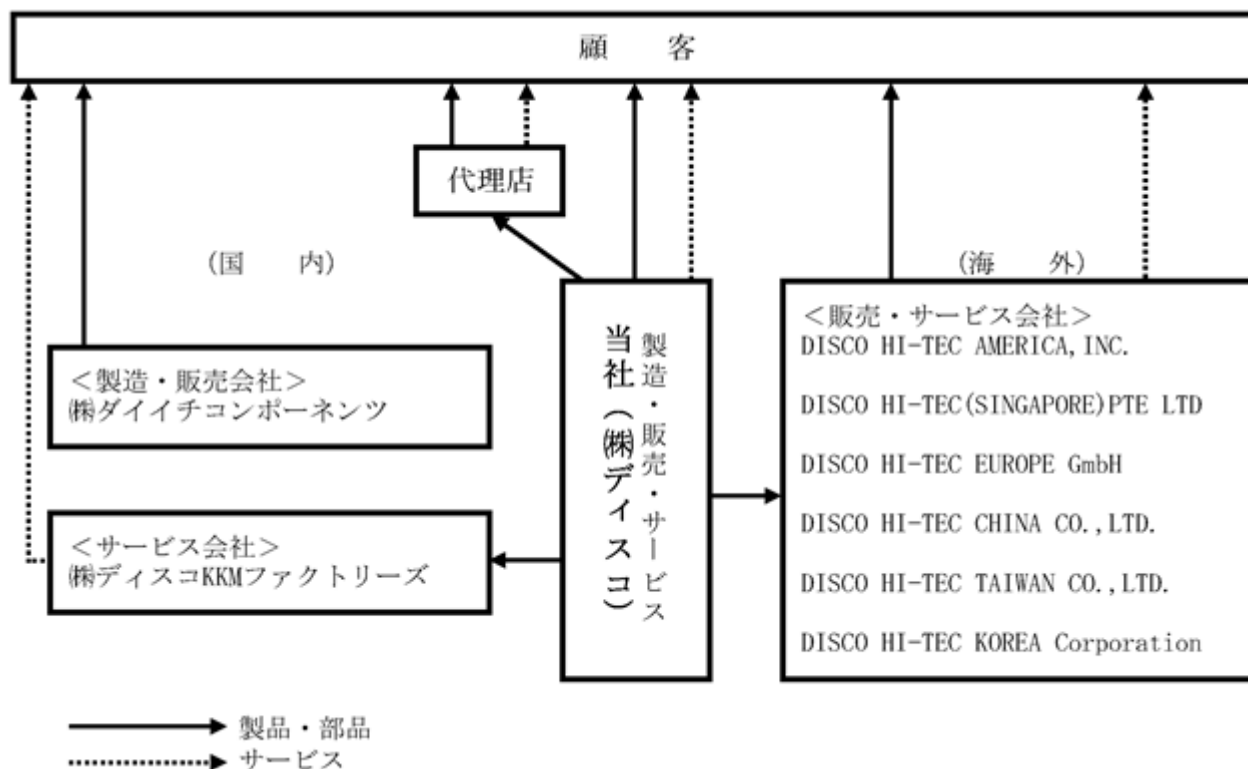 顧　　客
代理店
（国　　内）
（海　　外）
＜製造・販売会社＞
㈱ダイイチコンポーネンツ
＜サービス会社＞
㈱ディスコKKMファクトリーズ
当社（㈱ディスコ）
製造・販売・サービス
＜販売・サービス会社＞
DISCO HI-TEC AMERICA,INC.
DISCO HI-TEC(SINGAPORE)PTE LTD
DISCO HI-TEC EUROPE GmbH
DISCO HI-TEC CHINA CO.,LTD.
DISCO HI-TEC TAIWAN CO.,LTD.
DISCO HI-TEC KOREA Corporation
製品・部品
サービス